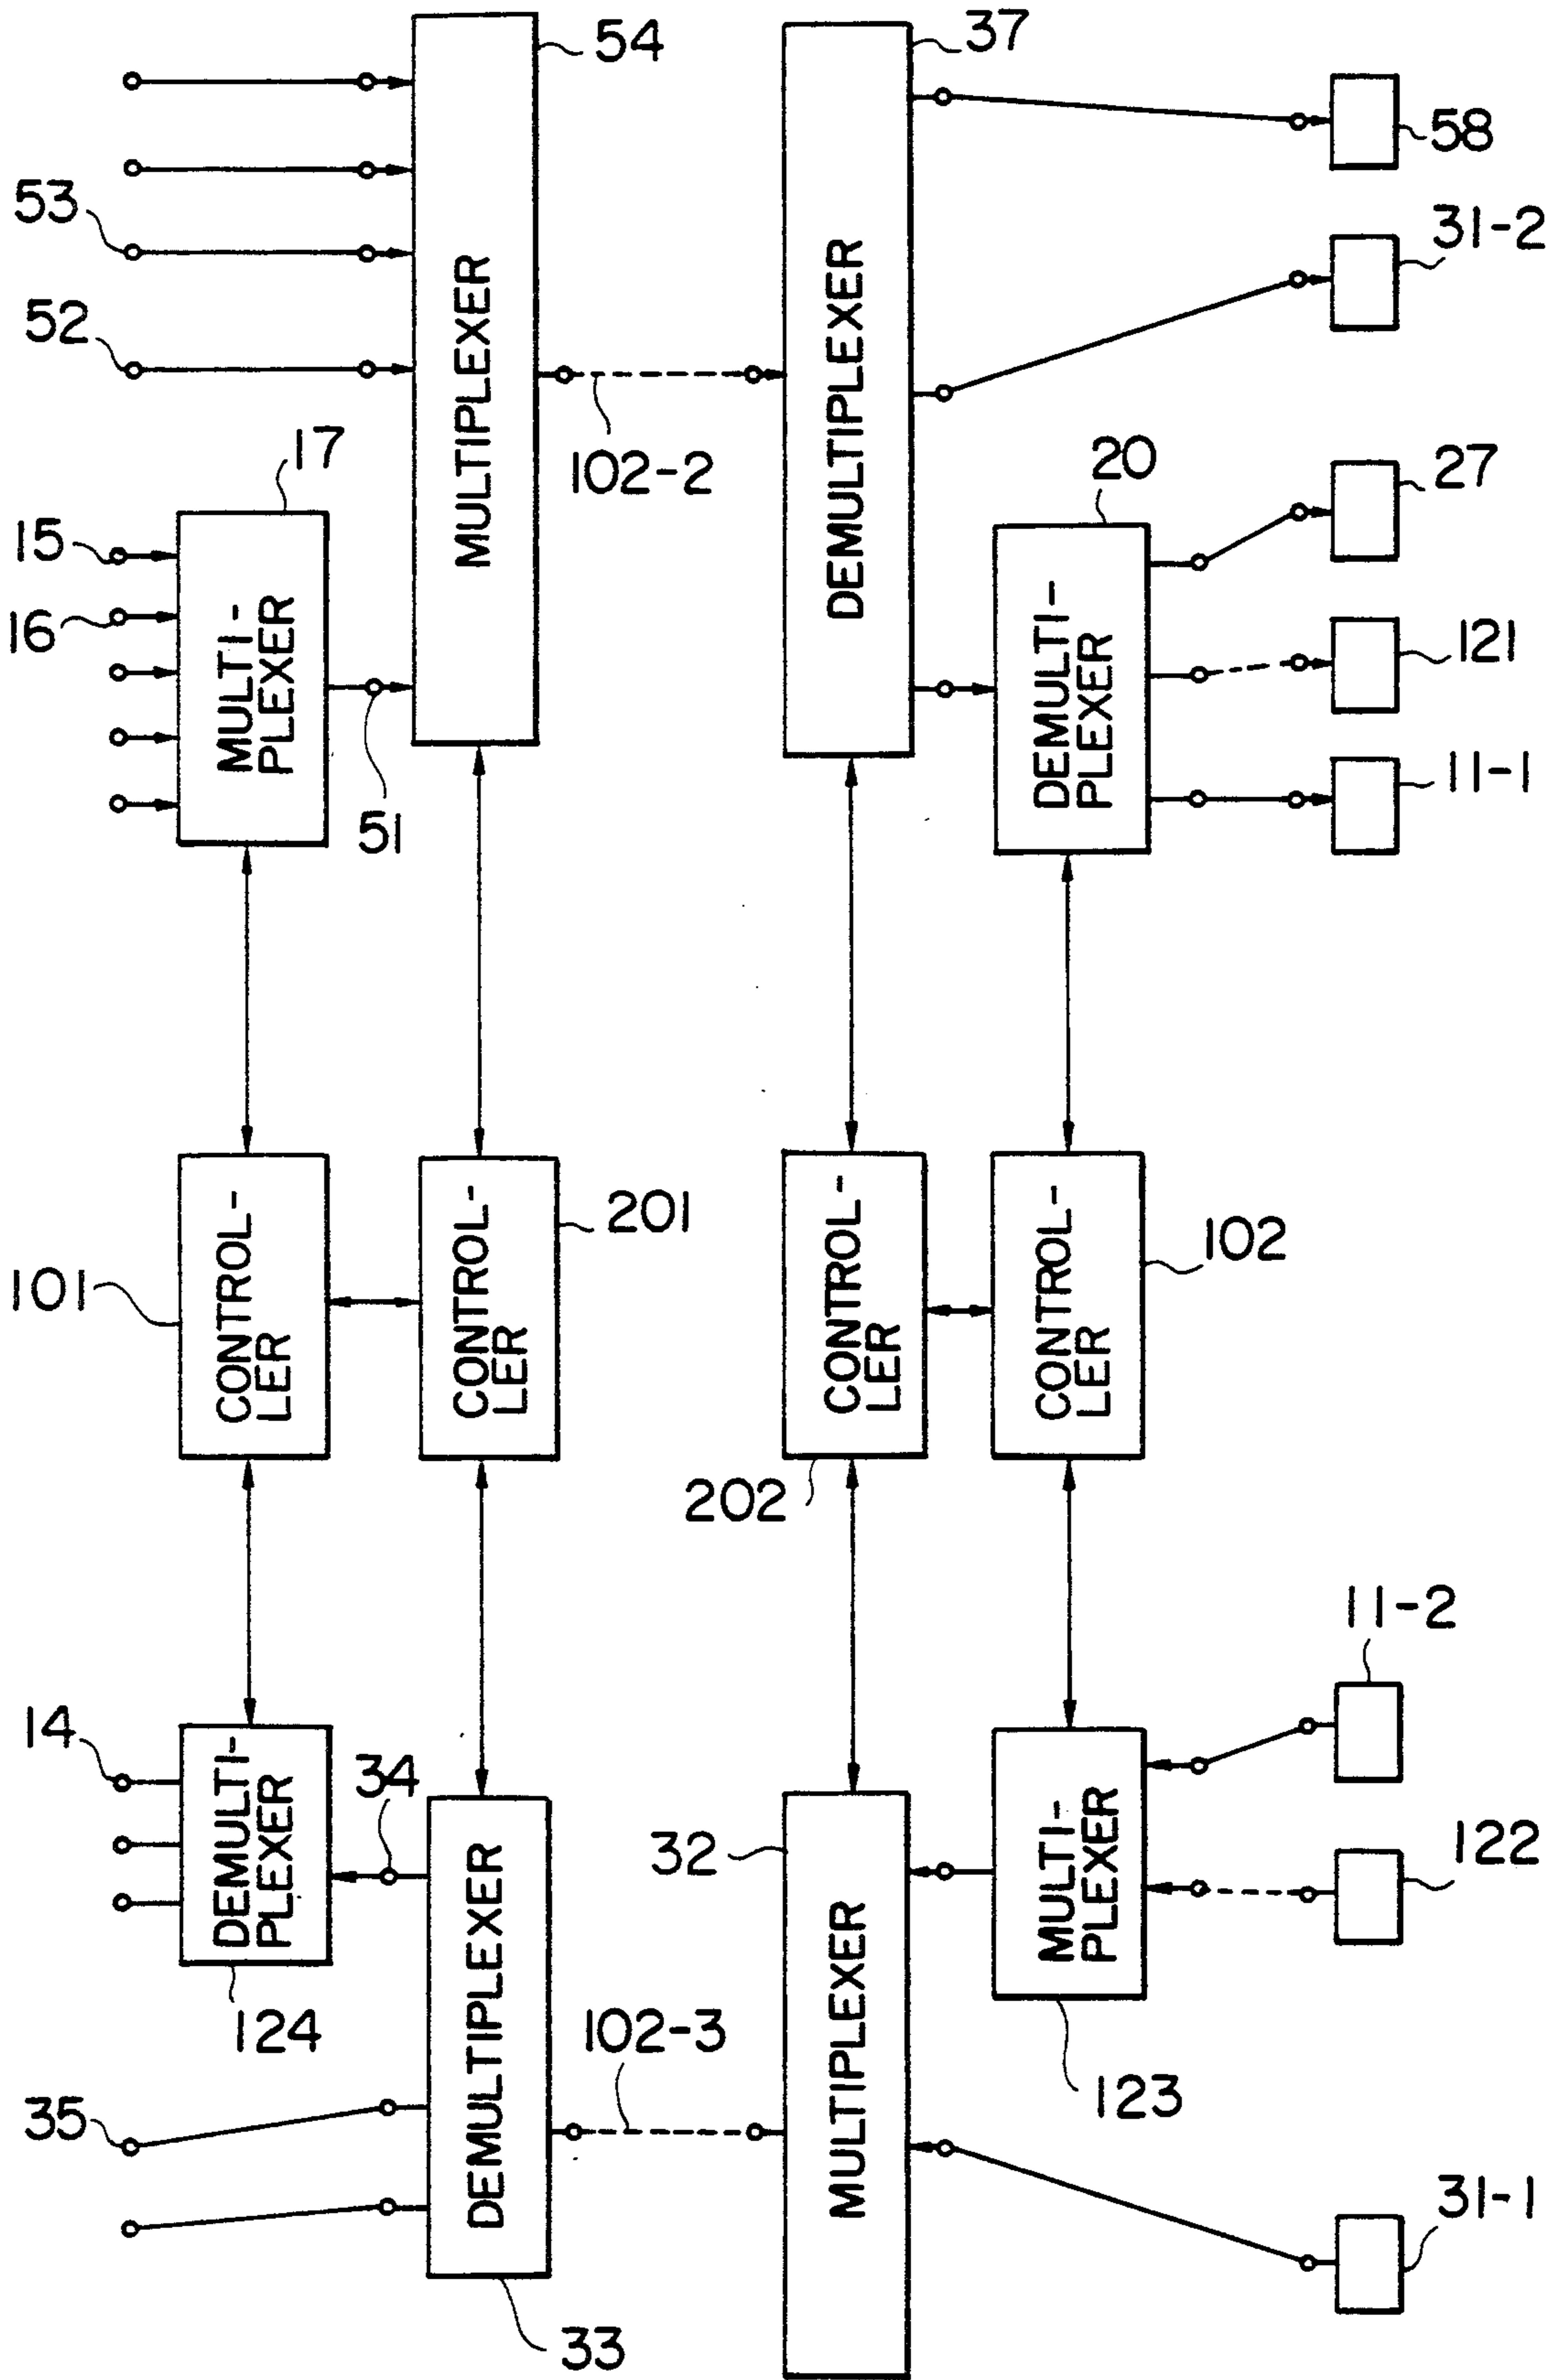 54
37
58
53
31-2
52
MULTIPLEXER
DEMULTIPLEXER
102-2
17
20
27
15
16
MULTI-
PLEXER
51
DEMULTI-
PLEXER
121
11-1
101
CONTROL-
LER
CONTROL-
LER
201
CONTROL-
LER
202
CONTROL-
LER
102
14
DEMULTI-
PLEXER
124
34
DEMULTIPLEXER
33
35
102-3
32
MULTIPLEXER
MULTI-
PLEXER
123
11-2
122
31-1